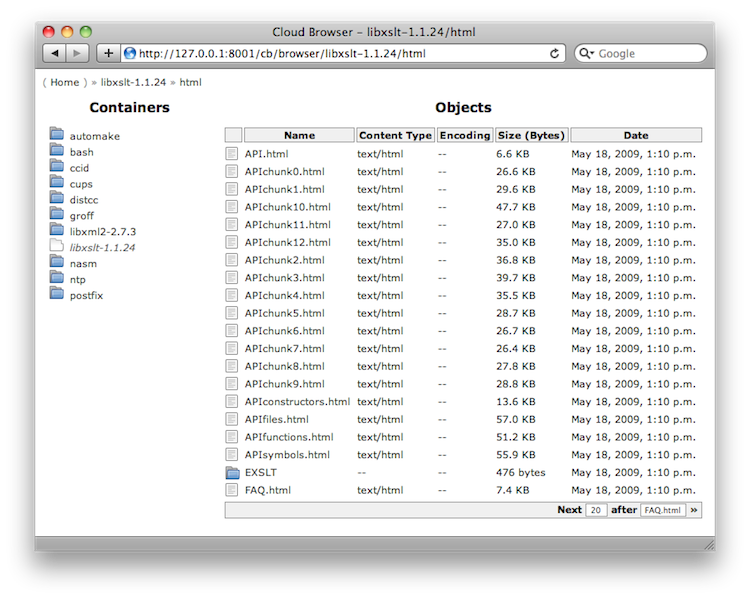 Cloud Browser – libxslt-1.1.24/html
http://127.0.0.1:8001/cb/browser/libxslt-1.1.24/html
Google
( Home ) » libxslt-1.1.24 » html
Containers
automake
bash
ccid
cups
distcc
groff
libxml2-2.7.3
libxslt-1.1.24
nasm
ntp
postfix
Objects
Name Content Type Encoding Size (Bytes) Date
API.html text/html -- 6.6 KB May 18, 2009, 1:10 p.m.
APIchunk0.html text/html -- 26.6 KB May 18, 2009, 1:10 p.m.
APIchunk1.html text/html -- 29.6 KB May 18, 2009, 1:10 p.m.
APIchunk10.html text/html -- 47.7 KB May 18, 2009, 1:10 p.m.
APIchunk11.html text/html -- 27.0 KB May 18, 2009, 1:10 p.m.
APIchunk12.html text/html -- 35.0 KB May 18, 2009, 1:10 p.m.
APIchunk2.html text/html -- 36.8 KB May 18, 2009, 1:10 p.m.
APIchunk3.html text/html -- 39.7 KB May 18, 2009, 1:10 p.m.
APIchunk4.html text/html -- 35.5 KB May 18, 2009, 1:10 p.m.
APIchunk5.html text/html -- 28.7 KB May 18, 2009, 1:10 p.m.
APIchunk6.html text/html -- 26.7 KB May 18, 2009, 1:10 p.m.
APIchunk7.html text/html -- 26.4 KB May 18, 2009, 1:10 p.m.
APIchunk8.html text/html -- 27.8 KB May 18, 2009, 1:10 p.m.
APIchunk9.html text/html -- 28.8 KB May 18, 2009, 1:10 p.m.
APIconstructors.html text/html -- 13.6 KB May 18, 2009, 1:10 p.m.
APIfiles.html text/html -- 57.0 KB May 18, 2009, 1:10 p.m.
APIfunctions.html text/html -- 51.2 KB May 18, 2009, 1:10 p.m.
APIsymbols.html text/html -- 55.9 KB May 18, 2009, 1:10 p.m.
EXSLT -- -- 476 bytes May 18, 2009, 1:10 p.m.
FAQ.html text/html -- 7.4 KB May 18, 2009, 1:10 p.m.
Next 20 after FAQ.html »